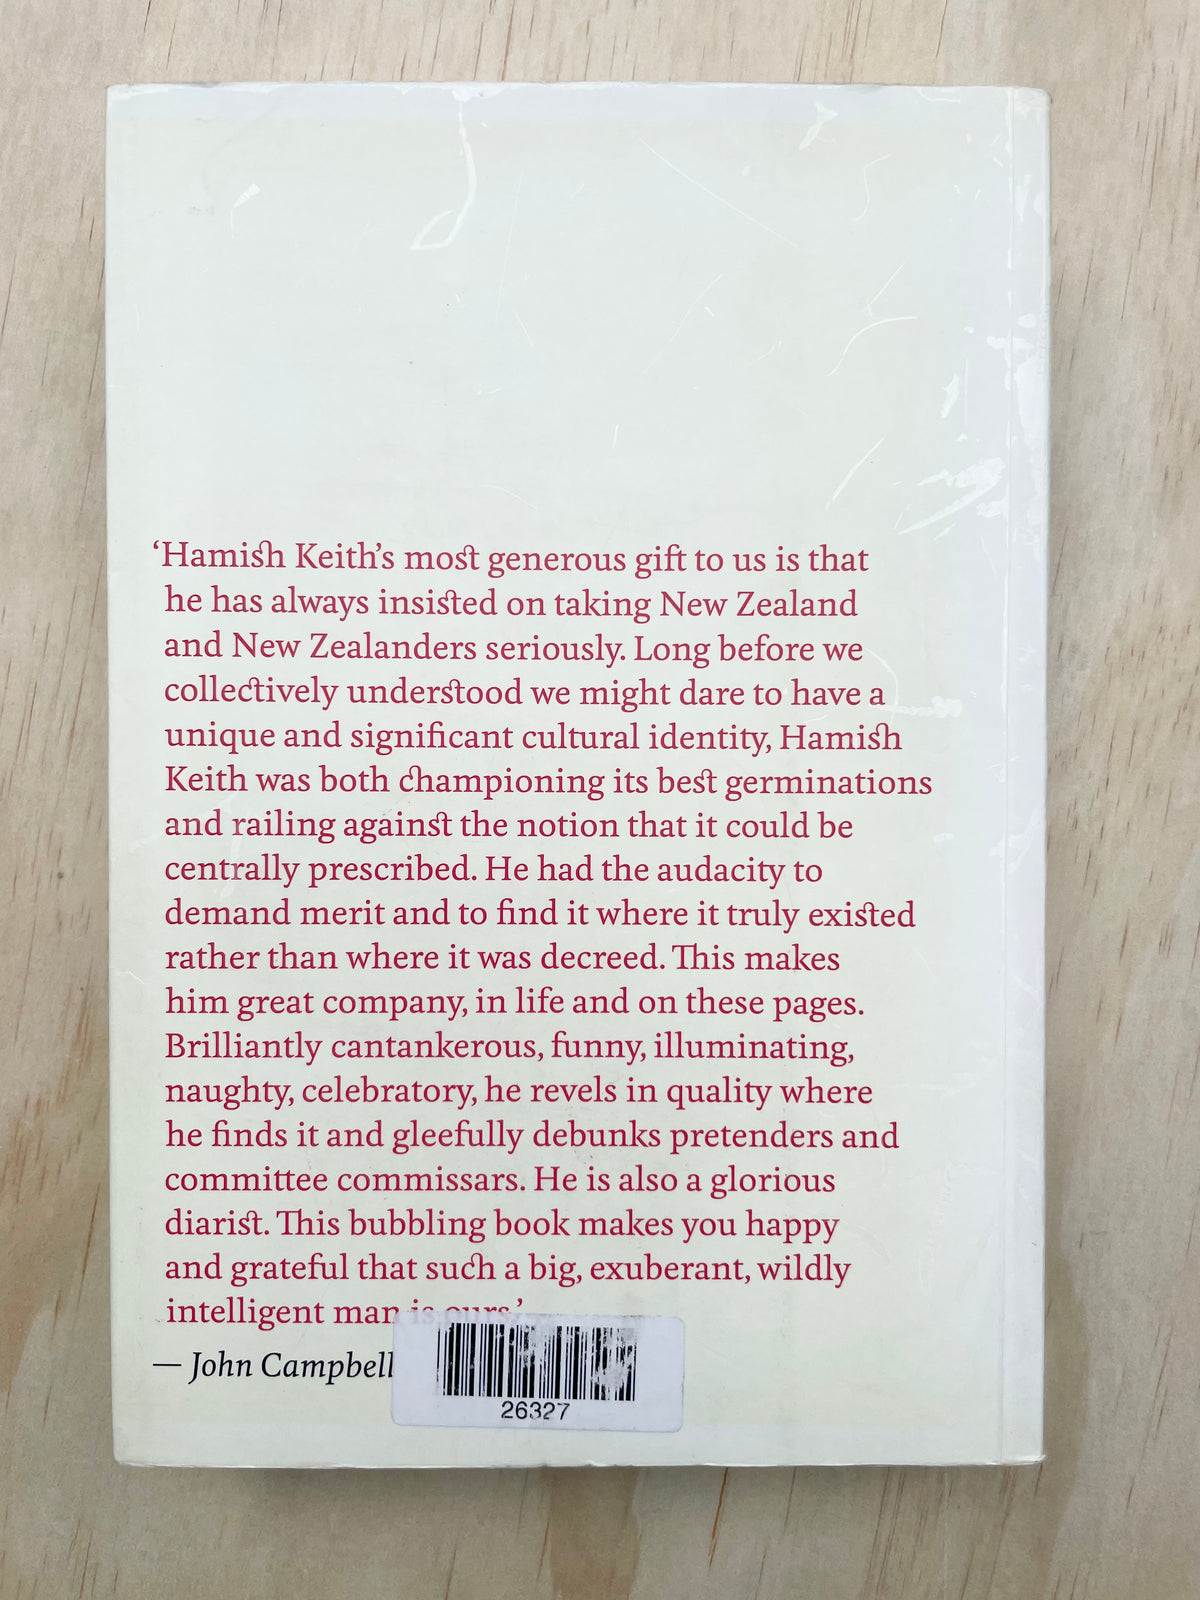 ‘Hamish Keith’s most generous gift to us is that
he has always insisted on taking New Zealand
and New Zealanders seriously. Long before we
collectively understood we might dare to have a
unique and significant cultural identity, Hamish
Keith was both championing its best germinations
and railing against the notion that it could be
centrally prescribed. He had the audacity to
demand merit and to find it where it truly existed
rather than where it was decreed. This makes
him great company, in life and on these pages.
Brilliantly cantankerous, funny, illuminating,
naughty, celebratory, he revels in quality where
he finds it and gleefully debunks pretenders and
committee commissars. He is also a glorious
diarist. This bubbling book makes you happy
and grateful that such a big, exuberant, wildly
intelligent man is ours.’
— John Campbell
26327